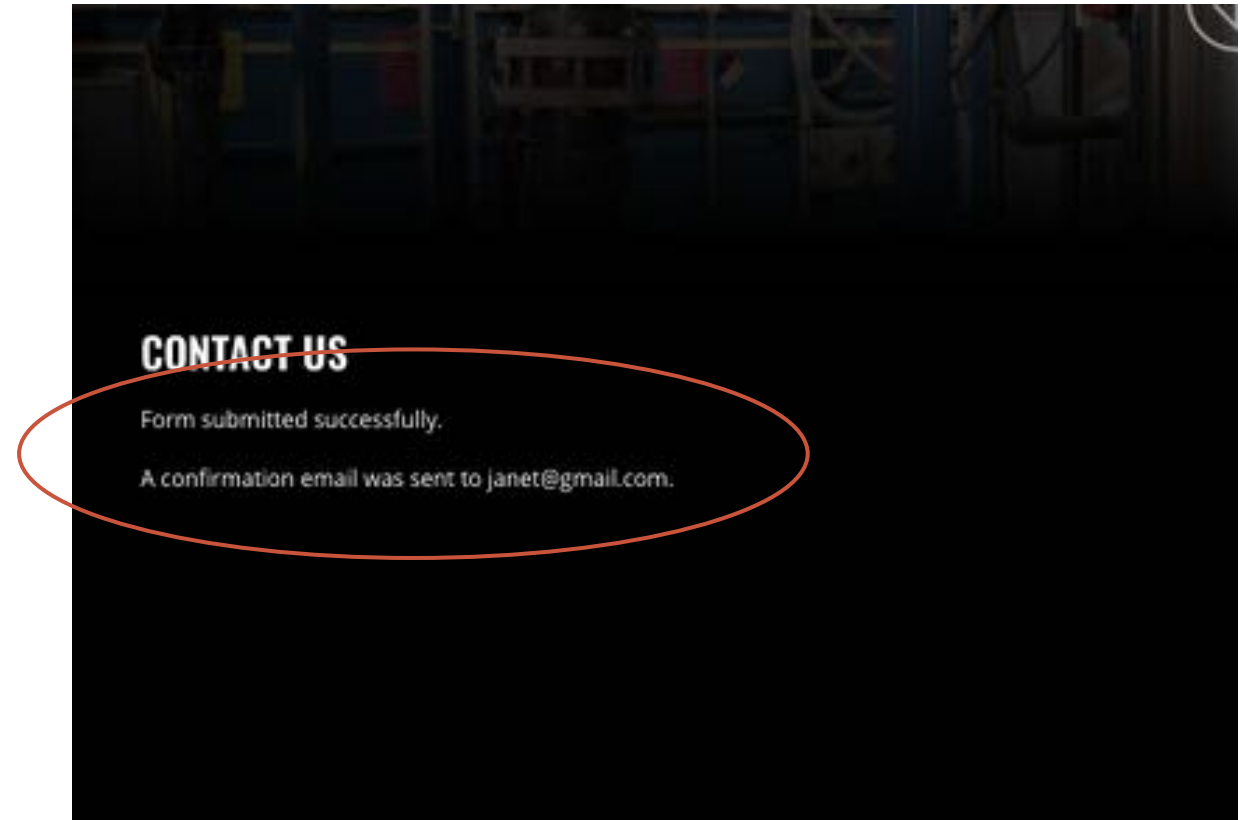 CONTACT US
Form submitted successfully.
A confirmation email was sent to janet@gmail.com.